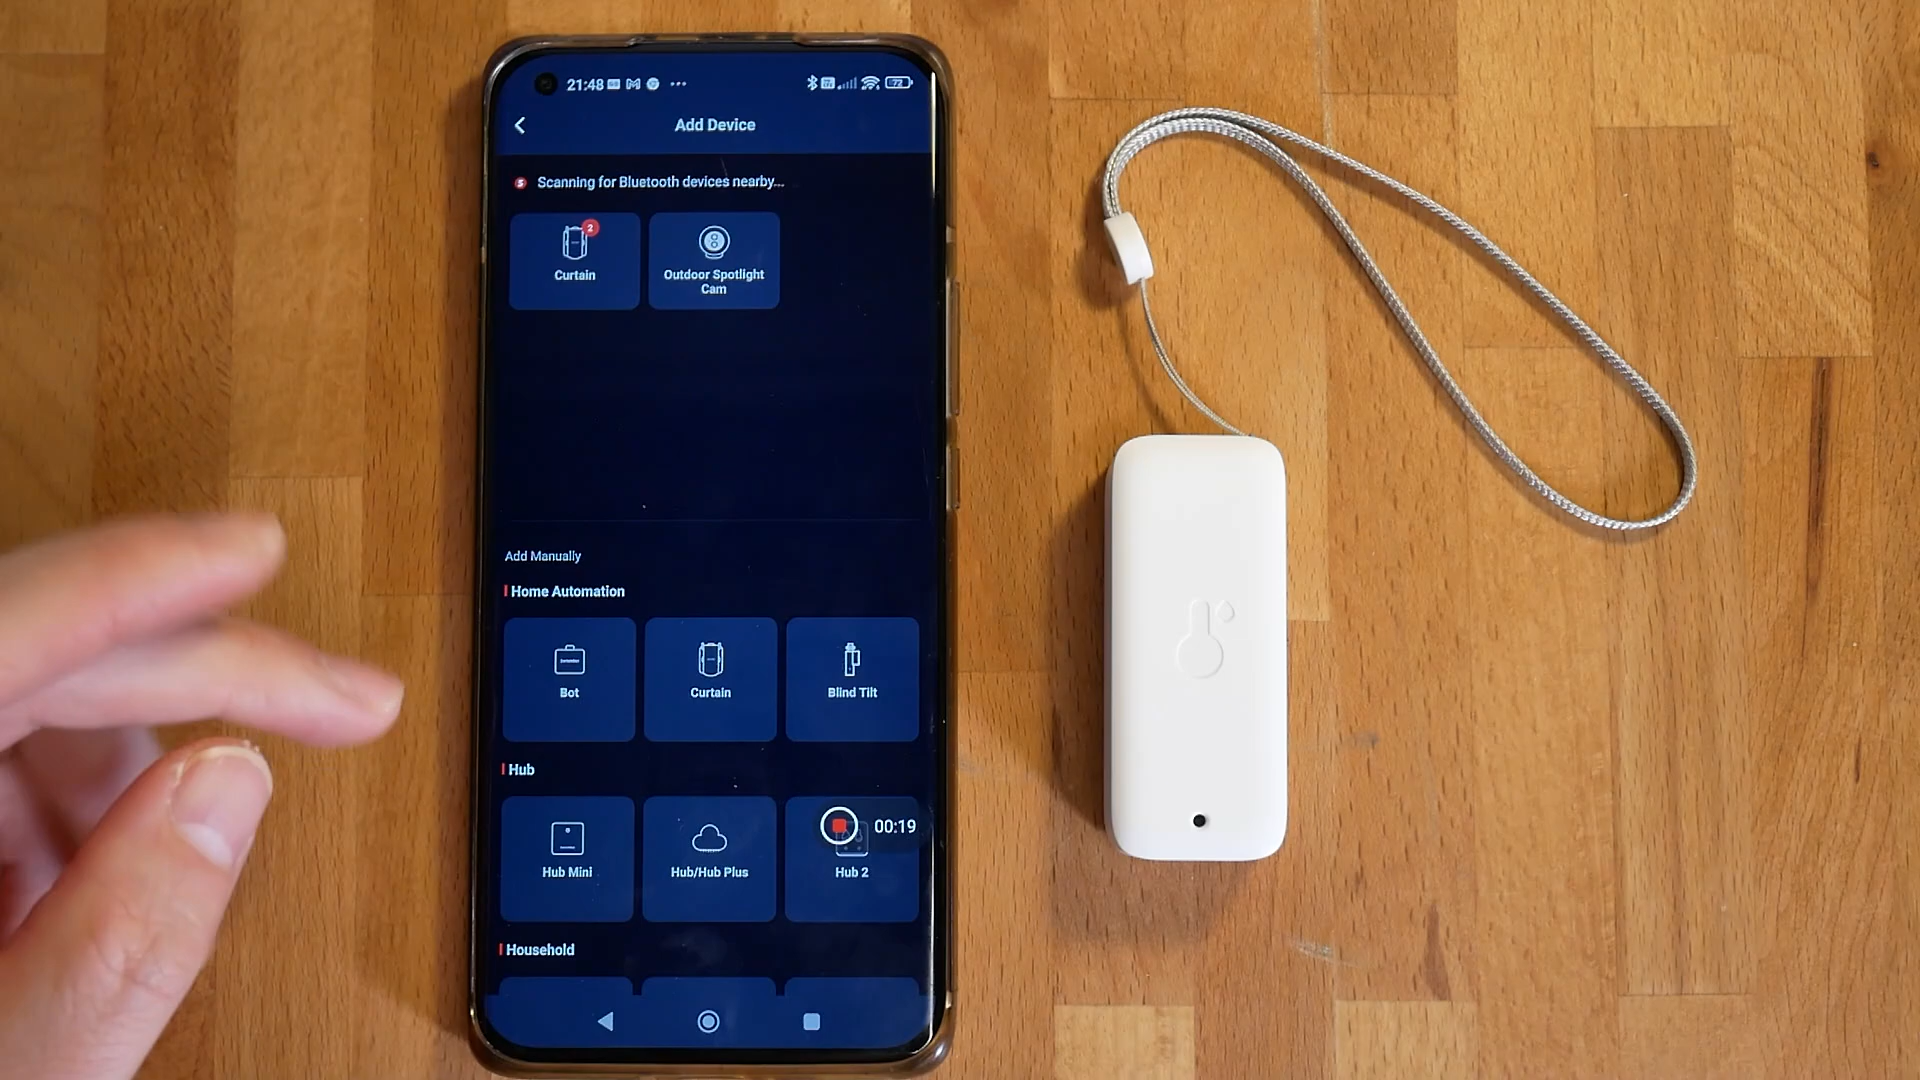 21:48
72
Add Device
Scanning for Bluetooth devices nearby...
2
Curtain
Outdoor Spotlight
Cam
Add Manually
Home Automation
Bot
Curtain
Blind Tilt
Hub
00:19
Hub Mini
Hub/Hub Plus
Hub 2
Household